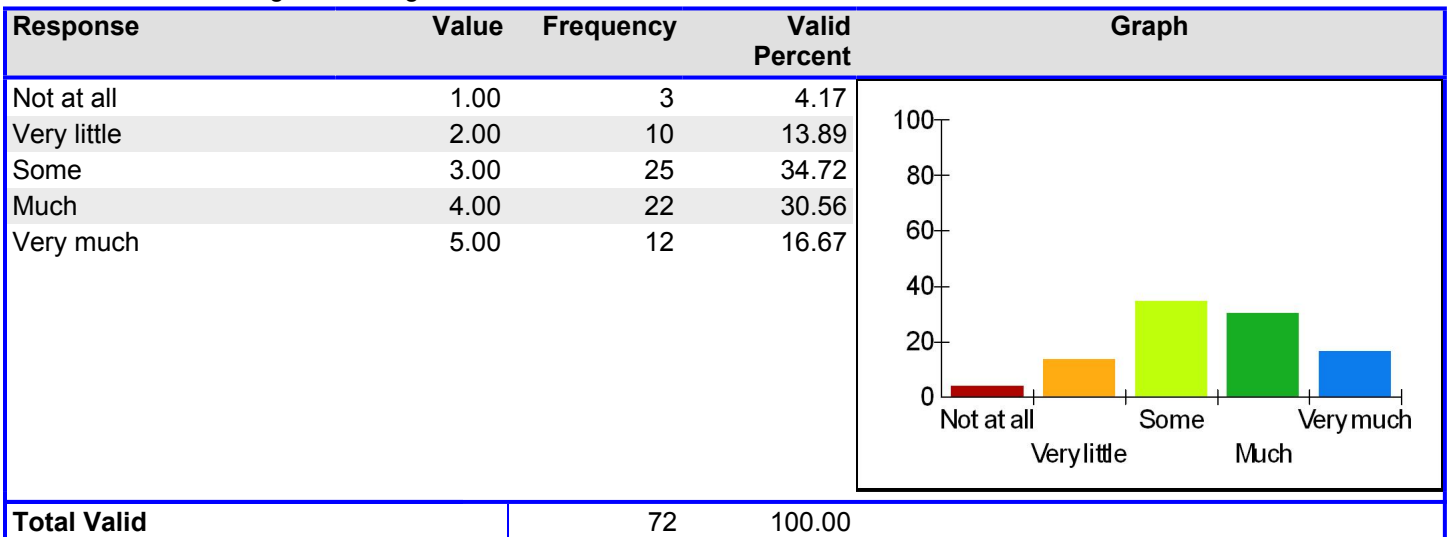 Response Value Frequency Valid Percent Graph
Not at all 1.00 3 4.17
Very little 2.00 10 13.89
Some 3.00 25 34.72
Much 4.00 22 30.56
Very much 5.00 12 16.67
100
80
60
40
20
0
Not at all Some Very much
Very little Much
Total Valid 72 100.00